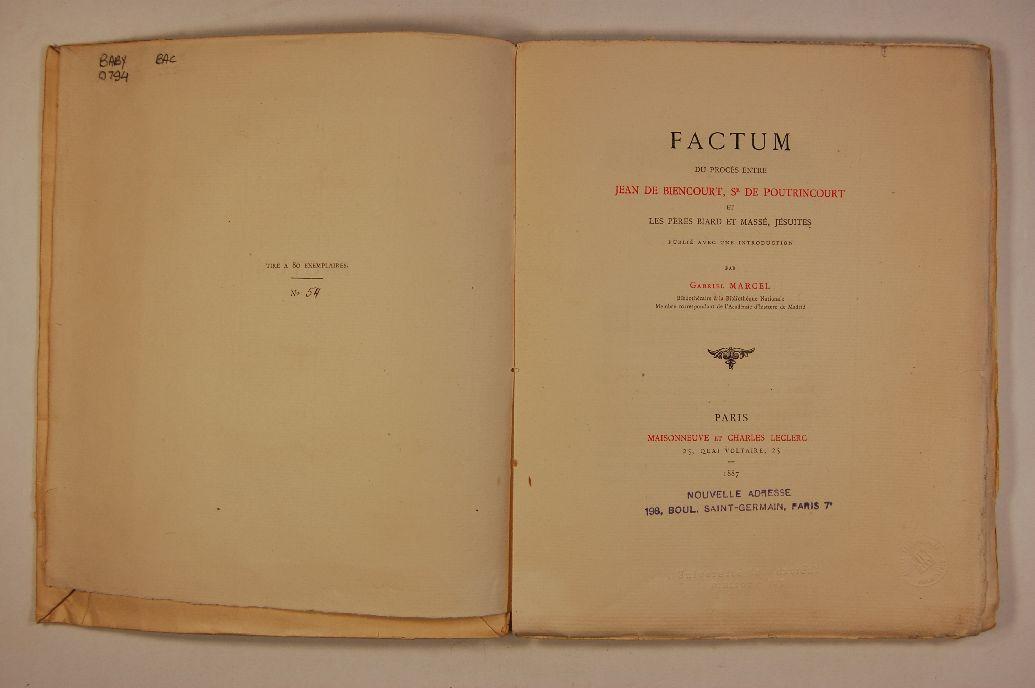 BABY BAC
0794
TIRÉ A 80 EXEMPLAIRES.
No 54
FACTUM
DU PROCÈS ENTRE
JEAN DE BIENCOURT, Sr DE POUTRINCOURT
ET
LES PÈRES BIARD ET MASSÉ, JÉSUITES
PUBLIÉ AVEC UNE INTRODUCTION
PAR
GABRIEL MARCEL
Bibliothécaire à la Bibliothèque Nationale
Membre correspondant de l'Académie d'histoire de Madrid
PARIS
MAISONNEUVE ET CHARLES LECLERC
25, QUAI VOLTAIRE, 25
1887
NOUVELLE ADRESSE
198, BOUL. SAINT-GERMAIN, PARIS 7e